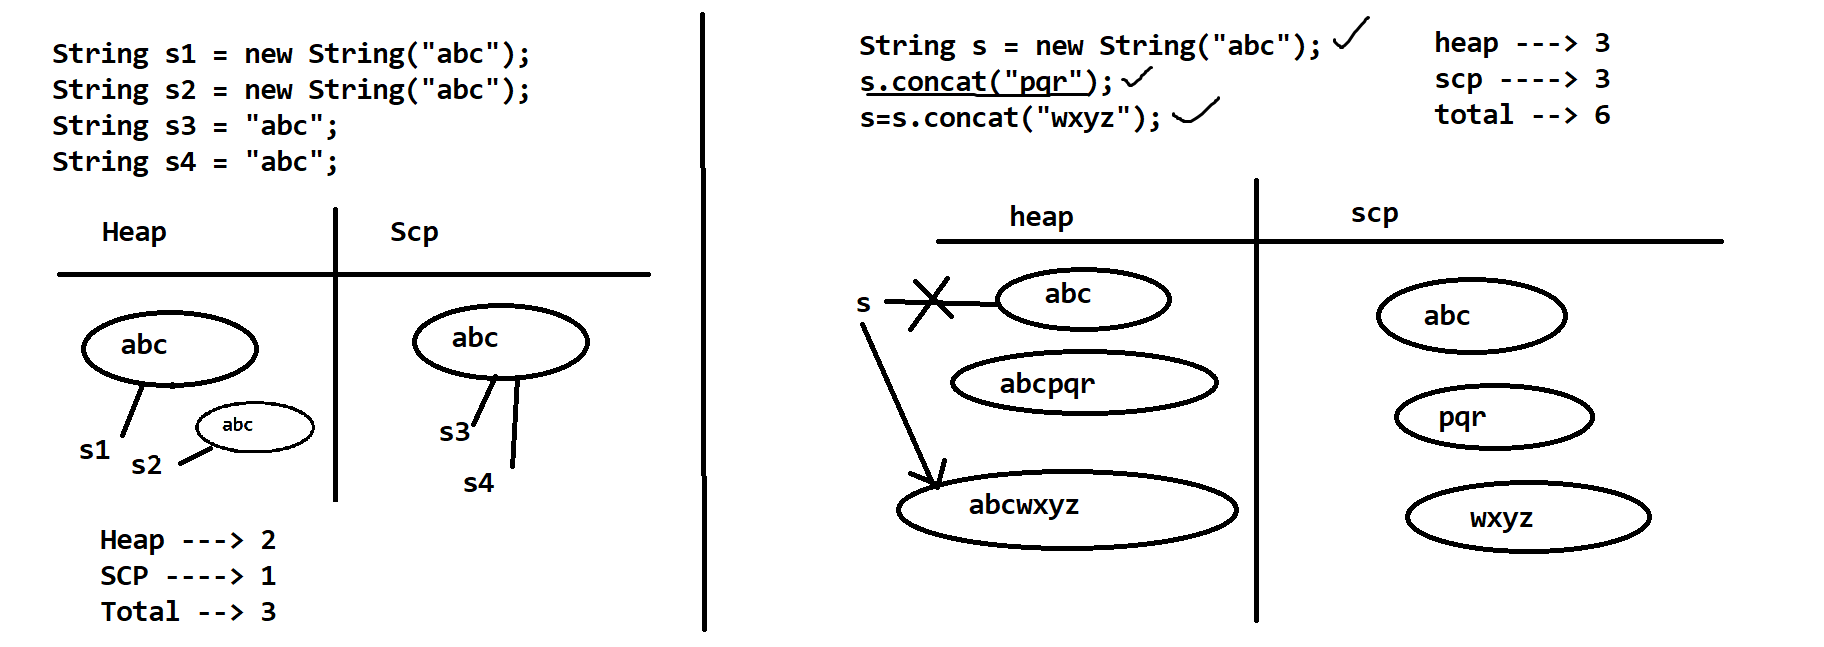 String s1 = new String("abc");
String s2 = new String("abc");
String s3 = "abc";
String s4 = "abc";
Heap
Scp
abc
abc
abc
s1
s2
s3
s4
Heap ---> 2
SCP ----> 1
Total --> 3
String s = new String("abc");
s.concat("pqr");
s=s.concat("wxyz");
heap ---> 3
scp ----> 3
total --> 6
heap
scp
s
abc
abc
abcpqr
pqr
abcwxyz
wxyz